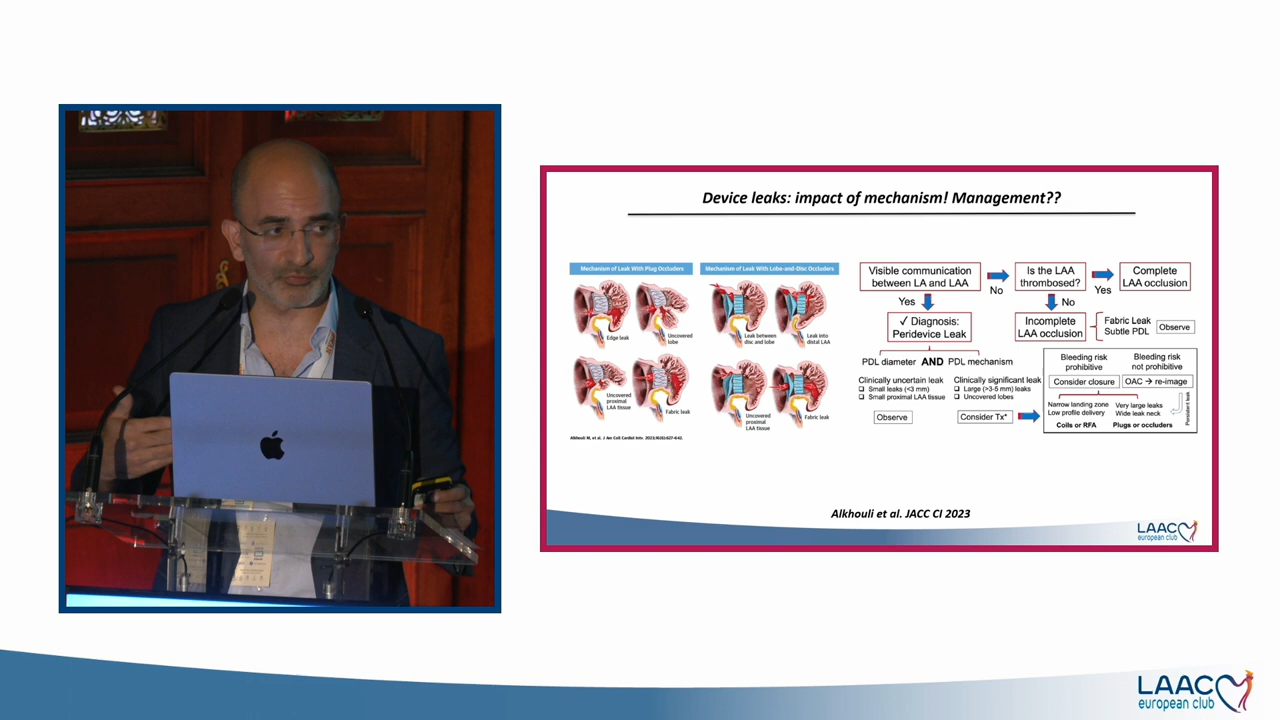 Device leaks: impact of mechanism! Management??
Mechanism of Leak With Plug Occluders
Mechanism of Leak With Lobe-and-Disc Occluders
Edge leak
Uncovered
lobe
Leak between
disc and lobe
Leak into
distal LAA
Uncovered
proximal
LAA tissue
Fabric leak
Uncovered
proximal
LAA tissue
Fabric leak
Alkhouli M, et al. J Am Coll Cardiol Intv. 2023;16(6):627-642.
Visible communication
between LA and LAA
No
Is the LAA
thrombosed?
Yes
Complete
LAA occlusion
Yes
No
✓ Diagnosis:
Peridevice Leak
Incomplete
LAA occlusion
Fabric Leak
Subtle PDL
Observe
PDL diameter AND PDL mechanism
Clinically uncertain leak
Small leaks (<3 mm)
Small proximal LAA tissue
Observe
Clinically significant leak
Large (>3-5 mm) leaks
Uncovered lobes
Consider Tx*
Bleeding risk
prohibitive
Bleeding risk
not prohibitive
Consider closure
OAC → re-image
Narrow landing zone
Low profile delivery
Very large leaks
Wide leak neck
Persistent leak
Coils or RFA
Plugs or occluders
Alkhouli et al. JACC CI 2023
LAAC
european club
LAAC
european club